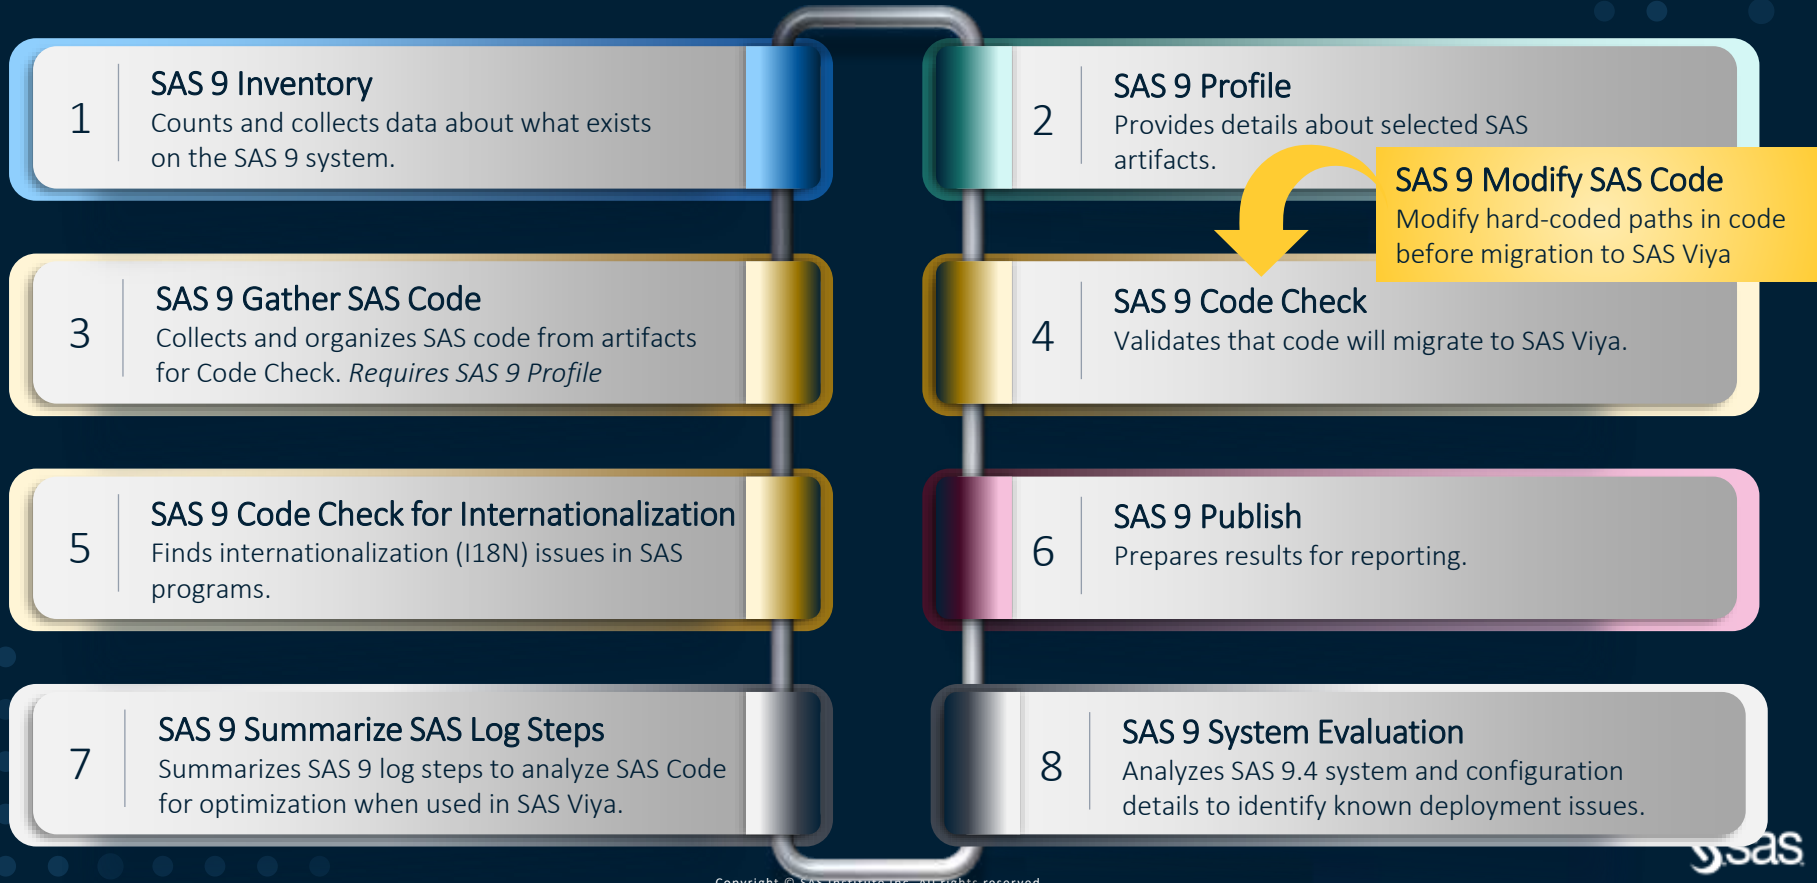 1
SAS 9 Inventory
Counts and collects data about what exists
on the SAS 9 system.
2
SAS 9 Profile
Provides details about selected SAS
artifacts.
SAS 9 Modify SAS Code
Modify hard-coded paths in code
before migration to SAS Viya
3
SAS 9 Gather SAS Code
Collects and organizes SAS code from artifacts
for Code Check. Requires SAS 9 Profile
4
SAS 9 Code Check
Validates that code will migrate to SAS Viya.
5
SAS 9 Code Check for Internationalization
Finds internationalization (I18N) issues in SAS
programs.
6
SAS 9 Publish
Prepares results for reporting.
7
SAS 9 Summarize SAS Log Steps
Summarizes SAS 9 log steps to analyze SAS Code
for optimization when used in SAS Viya.
8
SAS 9 System Evaluation
Analyzes SAS 9.4 system and configuration
details to identify known deployment issues.
sas
Copyright © SAS Institute Inc. All rights reserved.